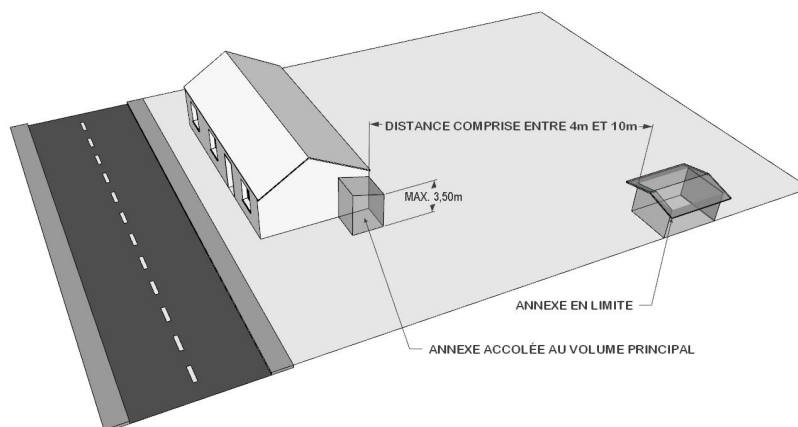 DISTANCE COMPRISE ENTRE 4m ET 10m
MAX. 3,50m
ANNEXE EN LIMITE
ANNEXE ACCOLÉE AU VOLUME PRINCIPAL